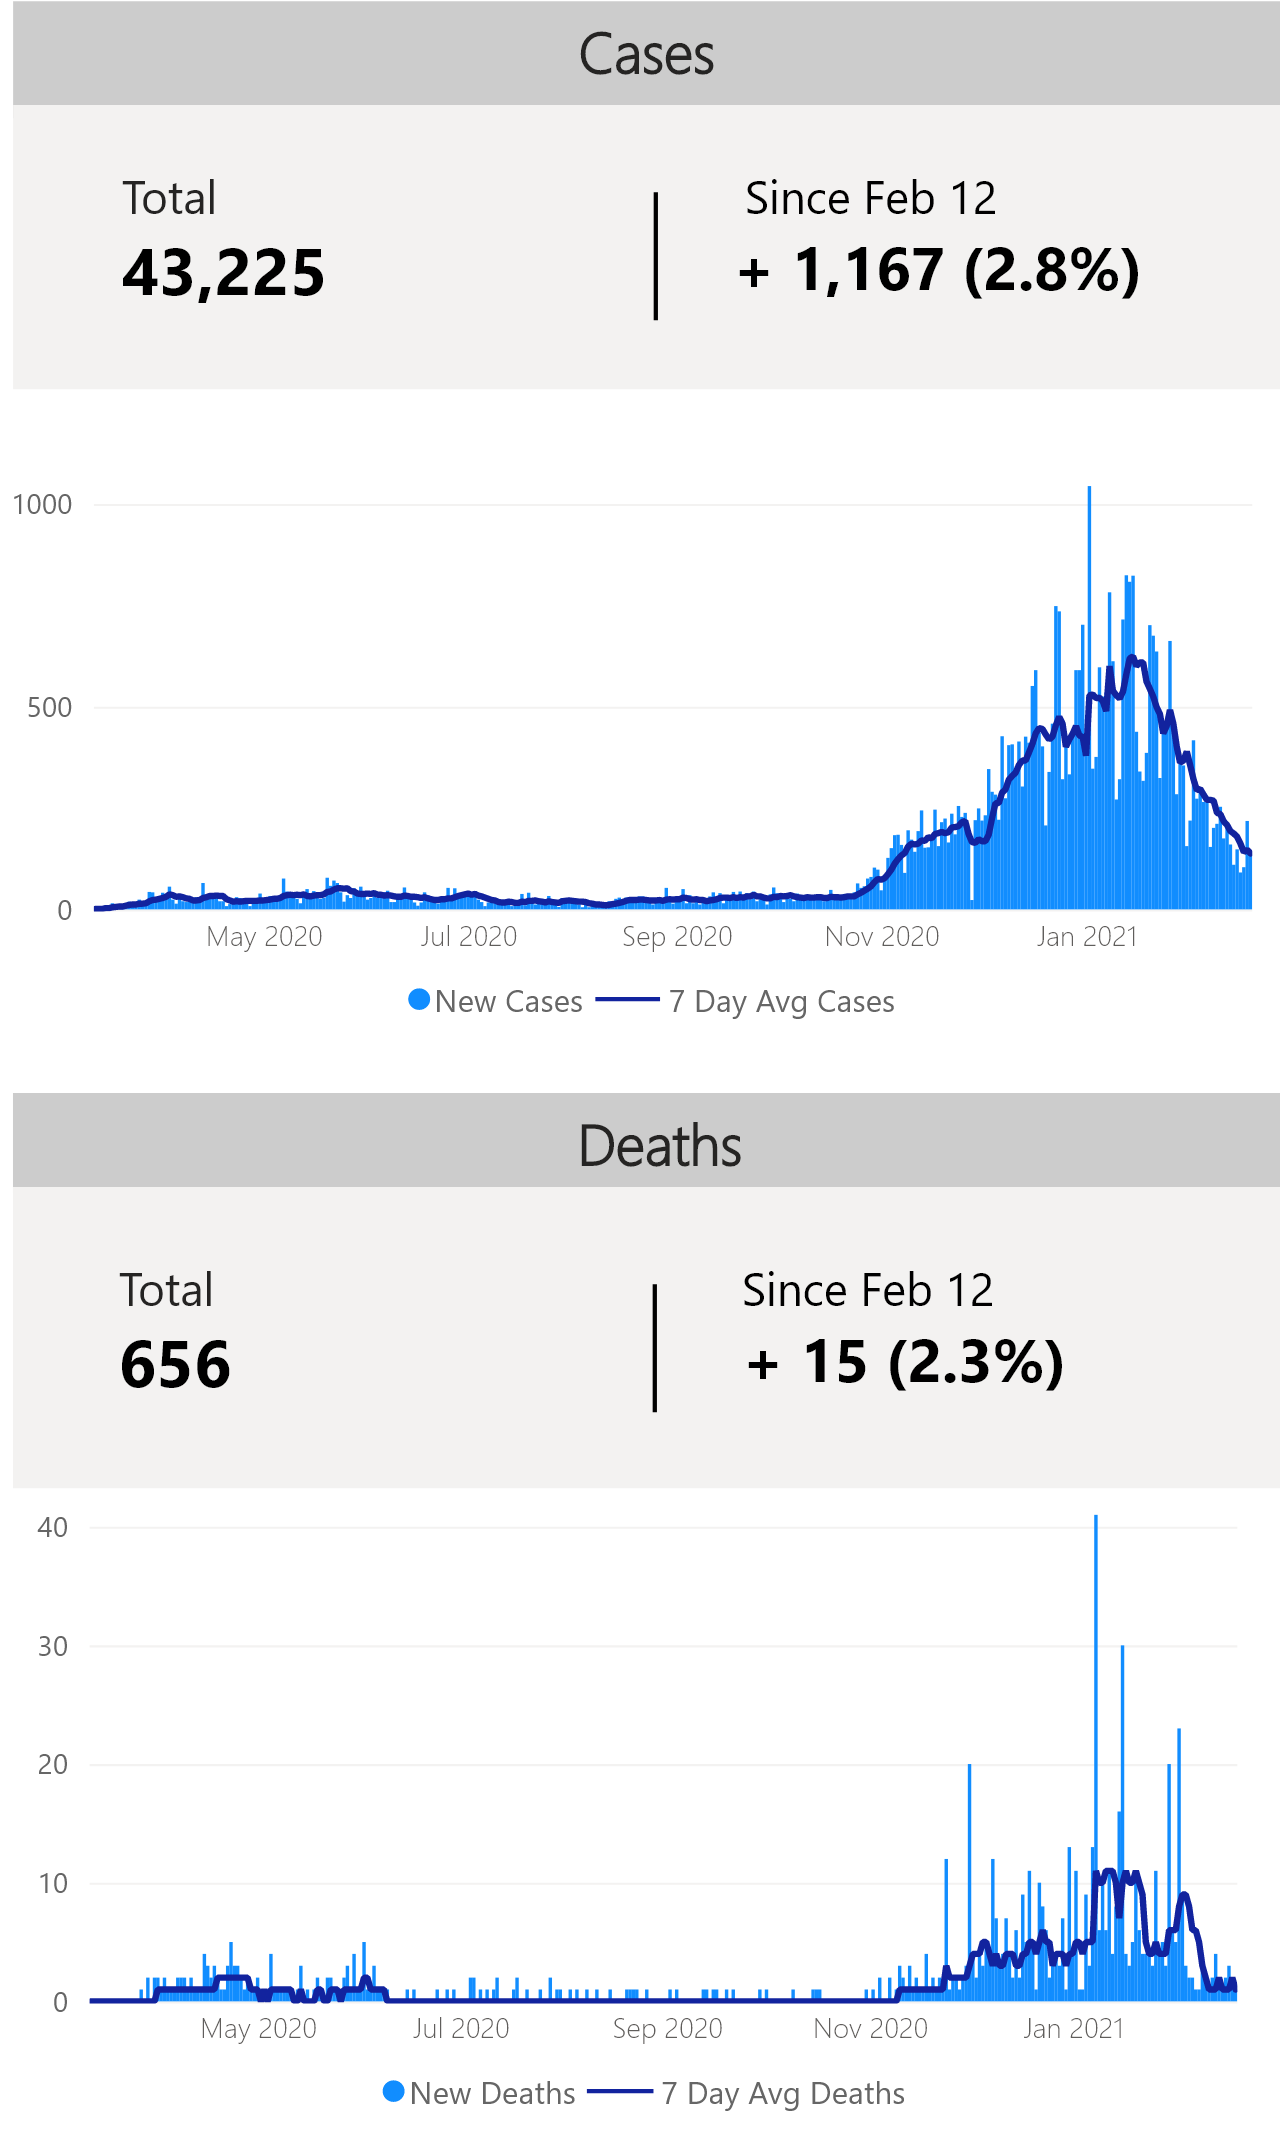 Cases
Total
Since Feb 12
43,225
+ 1,167 (2.8%)
1000
500
0
May 2020
Jul 2020
Sep 2020
Nov 2020
Jan 2021
New Cases
7 Day Avg Cases
Deaths
Total
Since Feb 12
656
+ 15 (2.3%)
40
30
20
10
0
May 2020
Jul 2020
Sep 2020
Nov 2020
Jan 2021
New Deaths
7 Day Avg Deaths